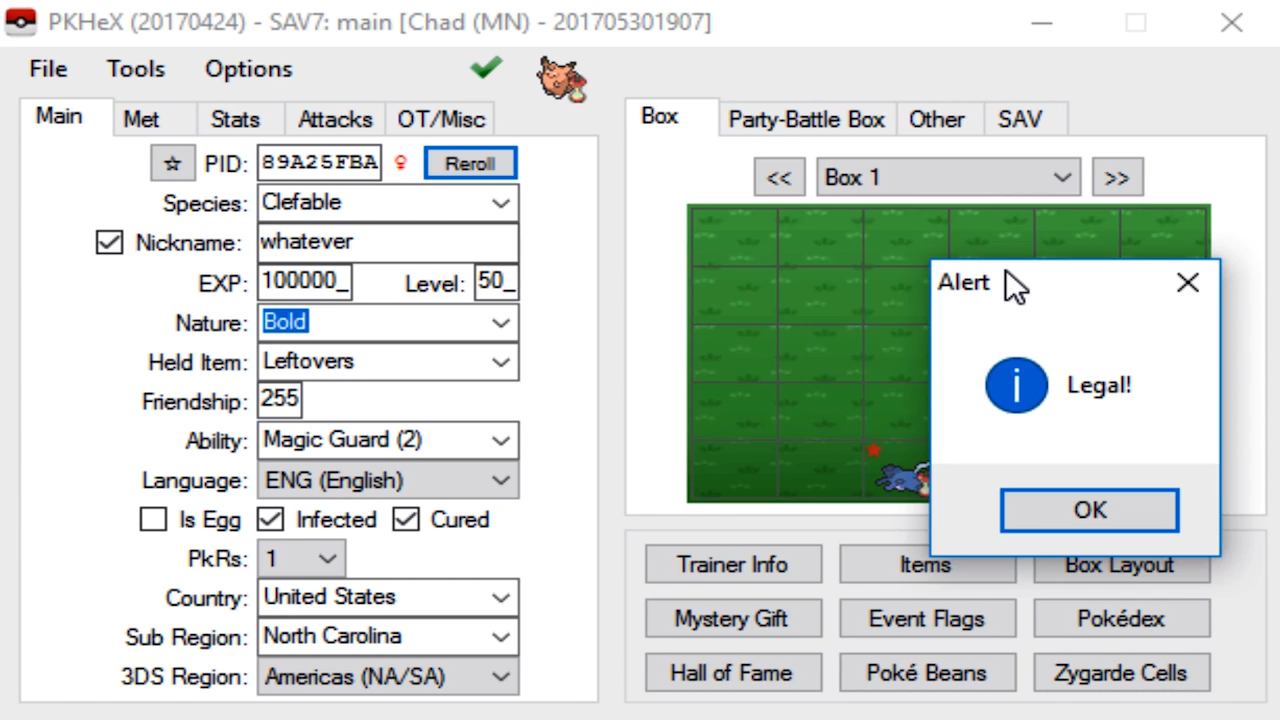 PKHeX (20170424) - SAV7: main [Chad (MN) - 201705301907]
File Tools Options
Main Met Stats Attacks OT/Misc
PID: 89A25FBA ♀ Reroll
Species: Clefable
Nickname: whatever
EXP: 100000_ Level: 50_
Nature: Bold
Held Item: Leftovers
Friendship: 255
Ability: Magic Guard (2)
Language: ENG (English)
Is Egg Infected Cured
PkRs: 1
Country: United States
Sub Region: North Carolina
3DS Region: Americas (NA/SA)
Box Party-Battle Box Other SAV
<< Box 1 >>
Alert
Legal!
OK
Trainer Info Items Box Layout
Mystery Gift Event Flags Pokédex
Hall of Fame Poké Beans Zygarde Cells